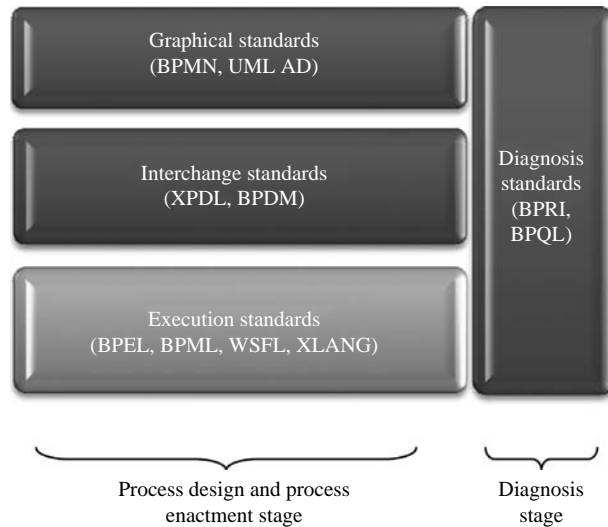 Graphical standards
(BPMN, UML AD)
Interchange standards
(XPDL, BPDM)
Execution standards
(BPEL, BPML, WSFL, XLANG)
Diagnosis
standards
(BPRI,
BPQL)
Process design and process
enactment stage
Diagnosis
stage